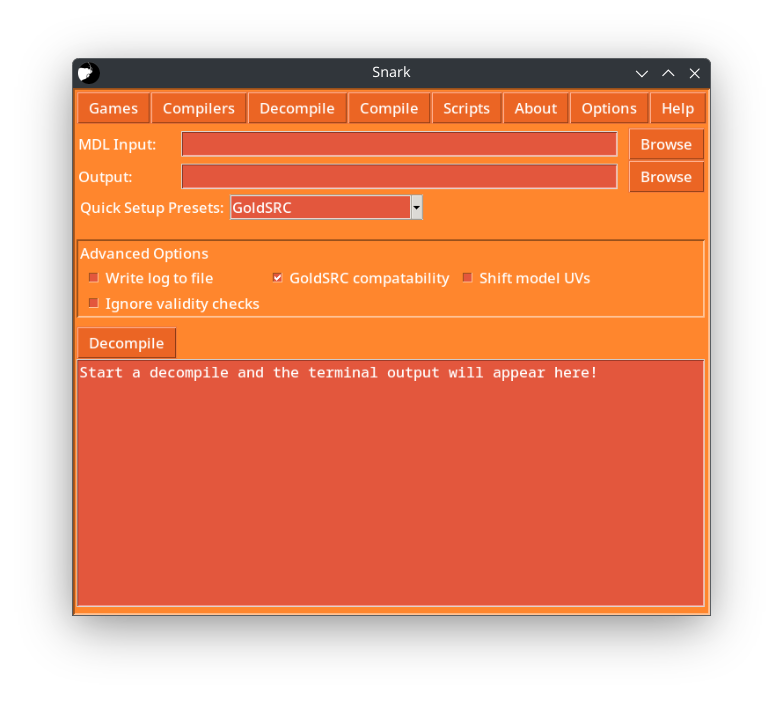 Snark
Games Compilers Decompile Compile Scripts About Options Help
MDL Input: Browse
Output: Browse
Quick Setup Presets: GoldSRC
Advanced Options
Write log to file GoldSRC compatability Shift model UVs
Ignore validity checks
Decompile
Start a decompile and the terminal output will appear here!